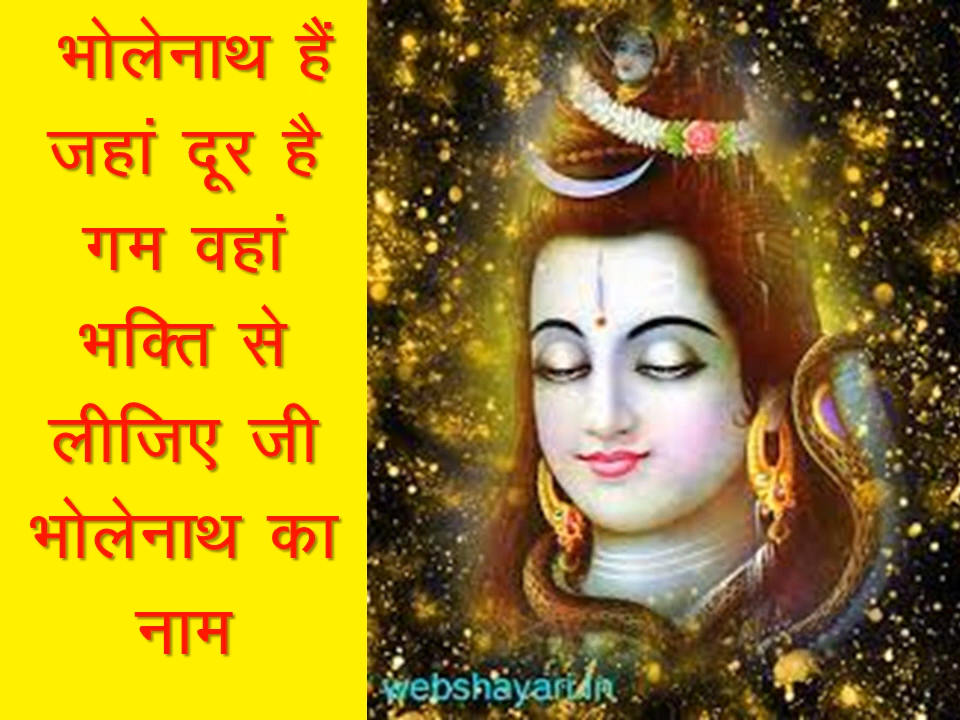 भोलेनाथ हैं
जहां दूर है
गम वहां
भक्ति से
लीजिए जी
भोलेनाथ का
नाम
webshayari.in